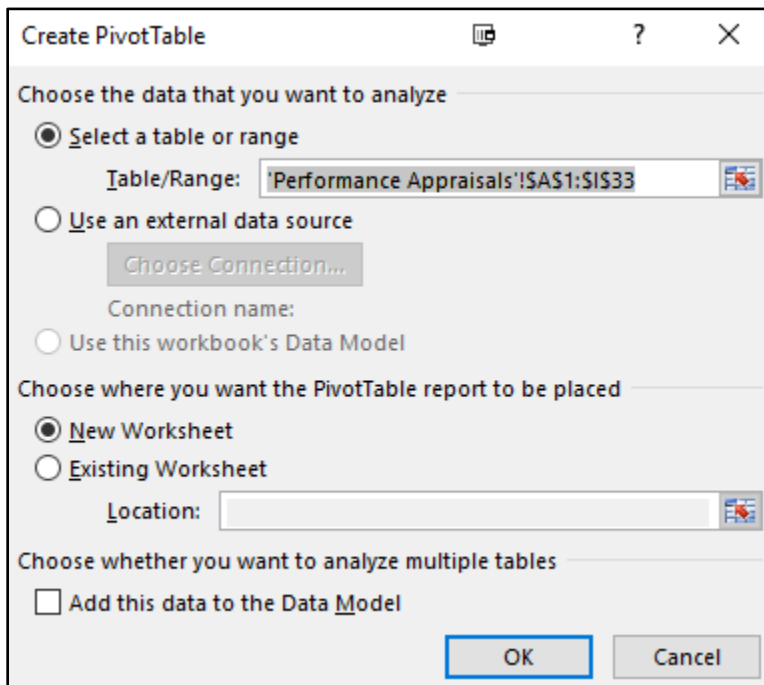 Create PivotTable ? X
Choose the data that you want to analyze
Select a table or range
Table/Range: 'Performance Appraisals'!$A$1:$I$33
Use an external data source
Choose Connection...
Connection name:
Use this workbook's Data Model
Choose where you want the PivotTable report to be placed
New Worksheet
Existing Worksheet
Location:
Choose whether you want to analyze multiple tables
Add this data to the Data Model
OK Cancel